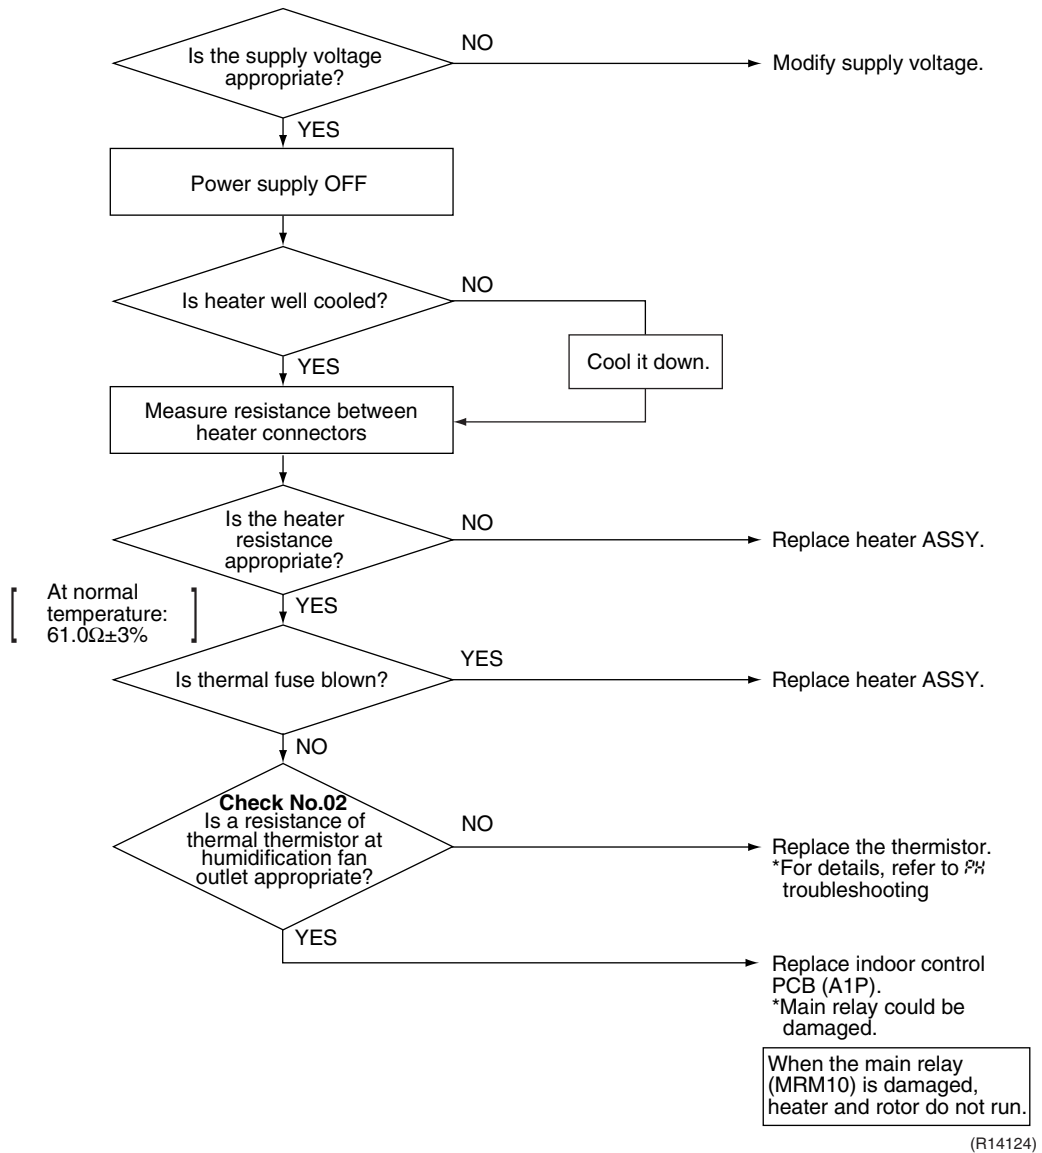 Is the supply voltage
appropriate?
NO
Modify supply voltage.
YES
Power supply OFF
Is heater well cooled?
NO
Cool it down.
YES
Measure resistance between
heater connectors
Is the heater
resistance
appropriate?
NO
Replace heater ASSY.
At normal
temperature:
61.0Ω±3%
YES
Is thermal fuse blown?
YES
Replace heater ASSY.
NO
Check No.02
Is a resistance of
thermal thermistor at
humidification fan
outlet appropriate?
NO
Replace the thermistor.
*For details, refer to PH
troubleshooting
YES
Replace indoor control
PCB (A1P).
*Main relay could be
damaged.
When the main relay
(MRM10) is damaged,
heater and rotor do not run.
(R14124)